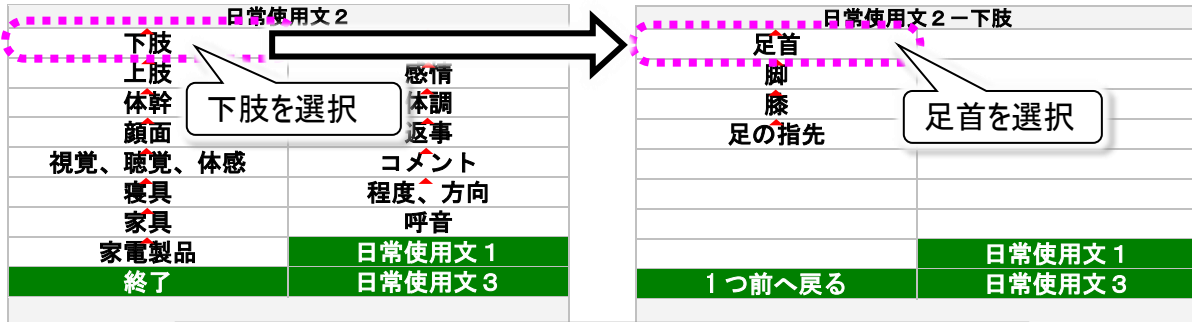 日常使用文２
下肢
上肢
感情
体幹
体調
顔面
返事
視覚、聴覚、体感
コメント
寝具
程度、方向
家具
呼音
家電製品
日常使用文１
終了
日常使用文３
下肢を選択
日常使用文２－下肢
足首
脚
膝
足の指先
日常使用文１
１つ前へ戻る
日常使用文３
足首を選択